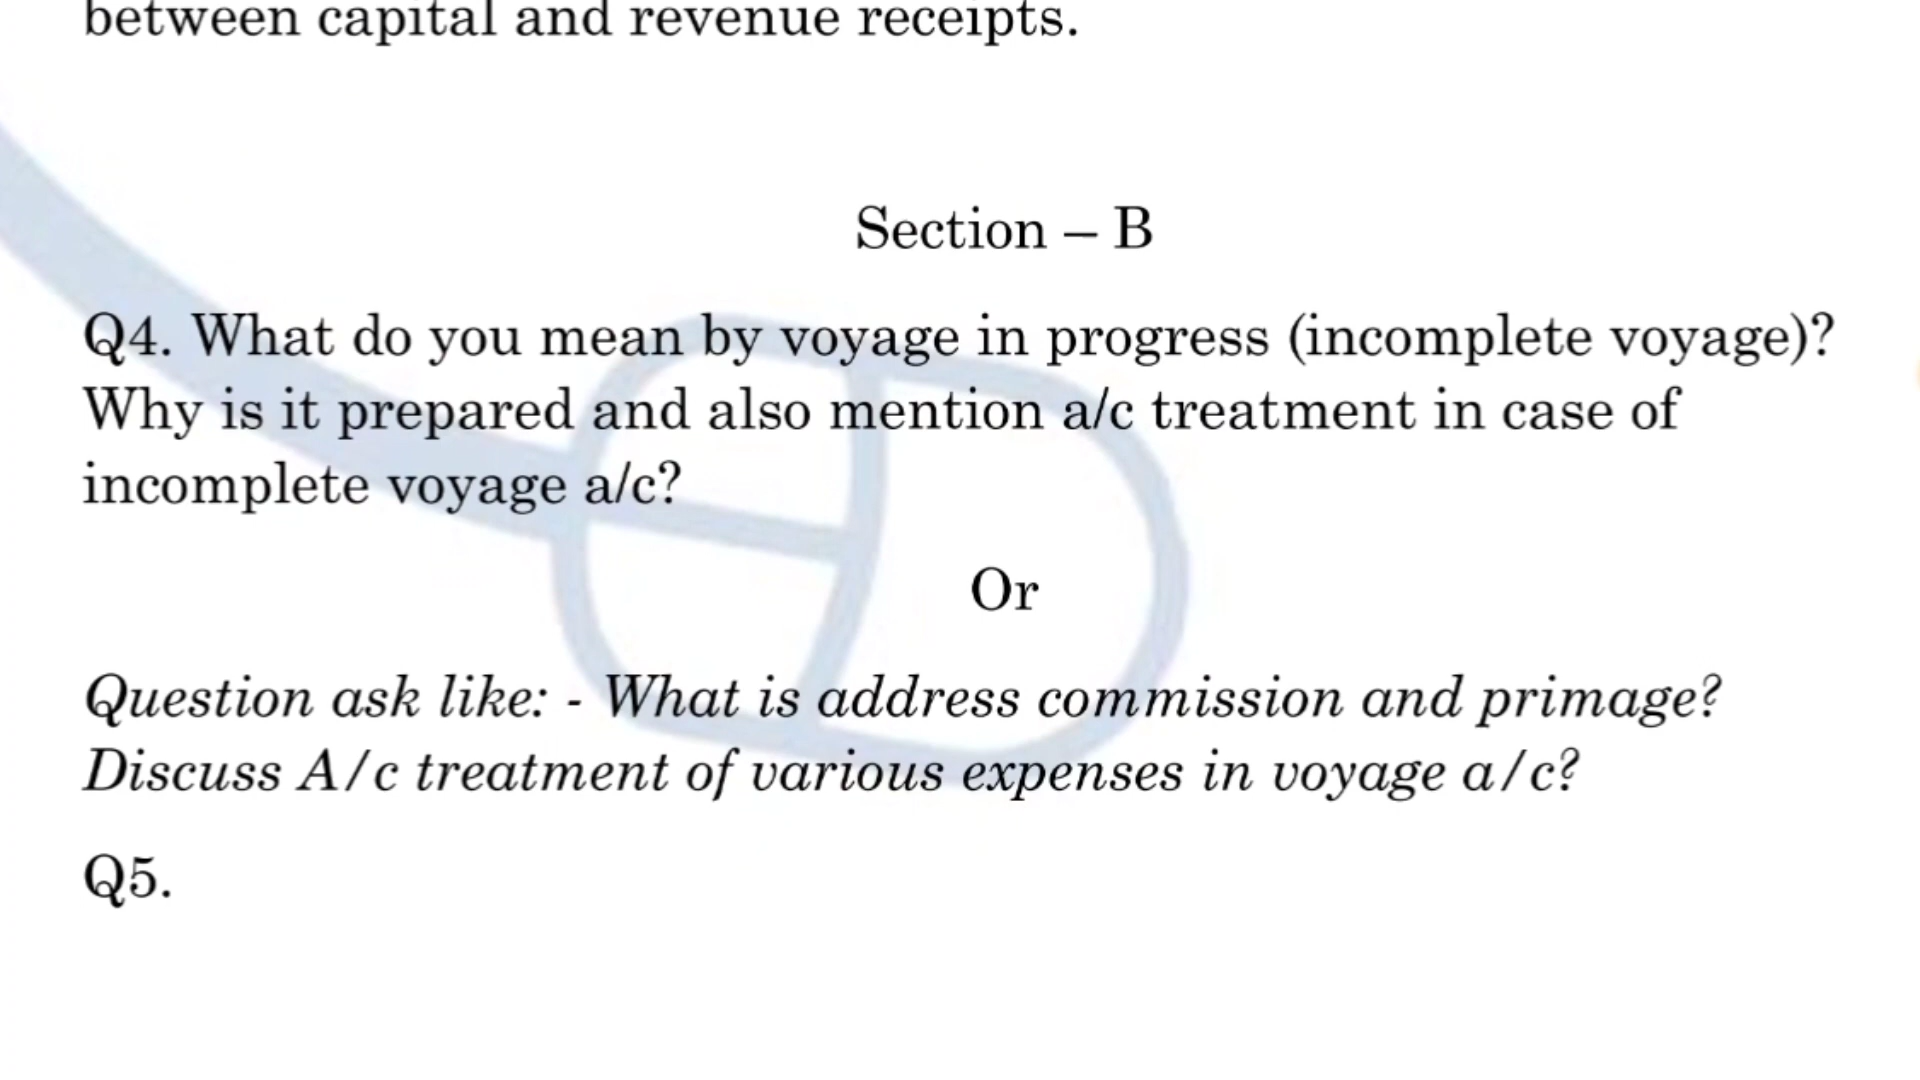 between capital and revenue receipts.
Section – B
Q4. What do you mean by voyage in progress (incomplete voyage)?
Why is it prepared and also mention a/c treatment in case of
incomplete voyage a/c?
Or
Question ask like: - What is address commission and primage?
Discuss A/c treatment of various expenses in voyage a/c?
Q5.